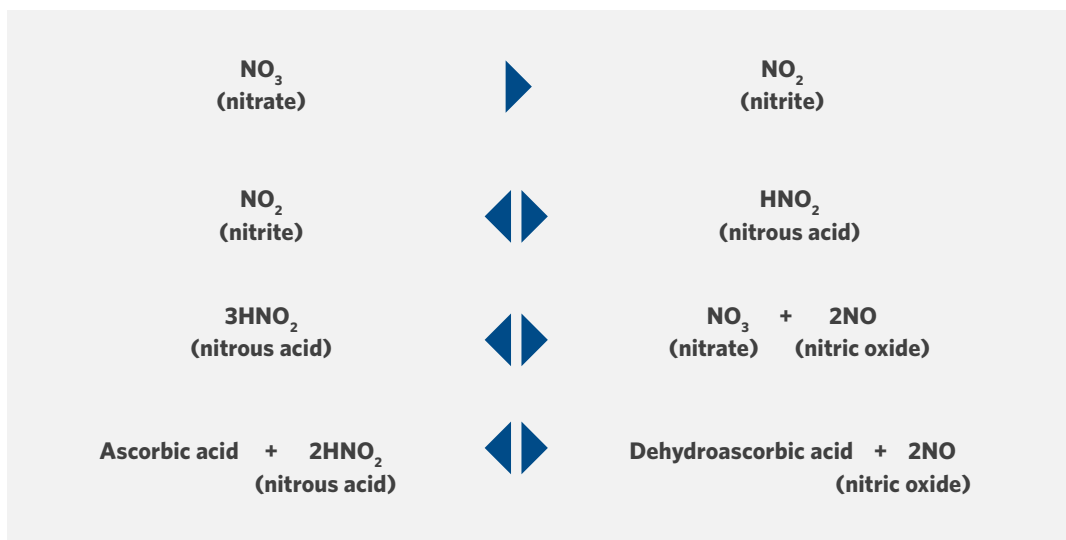 NO₃ NO₂
(nitrate) (nitrite)
NO₂ HNO₂
(nitrite) (nitrous acid)
3HNO₂ NO₃ + 2NO
(nitrous acid) (nitrate) (nitric oxide)
Ascorbic acid + 2HNO₂ Dehydroascorbic acid + 2NO
(nitrous acid) (nitric oxide)